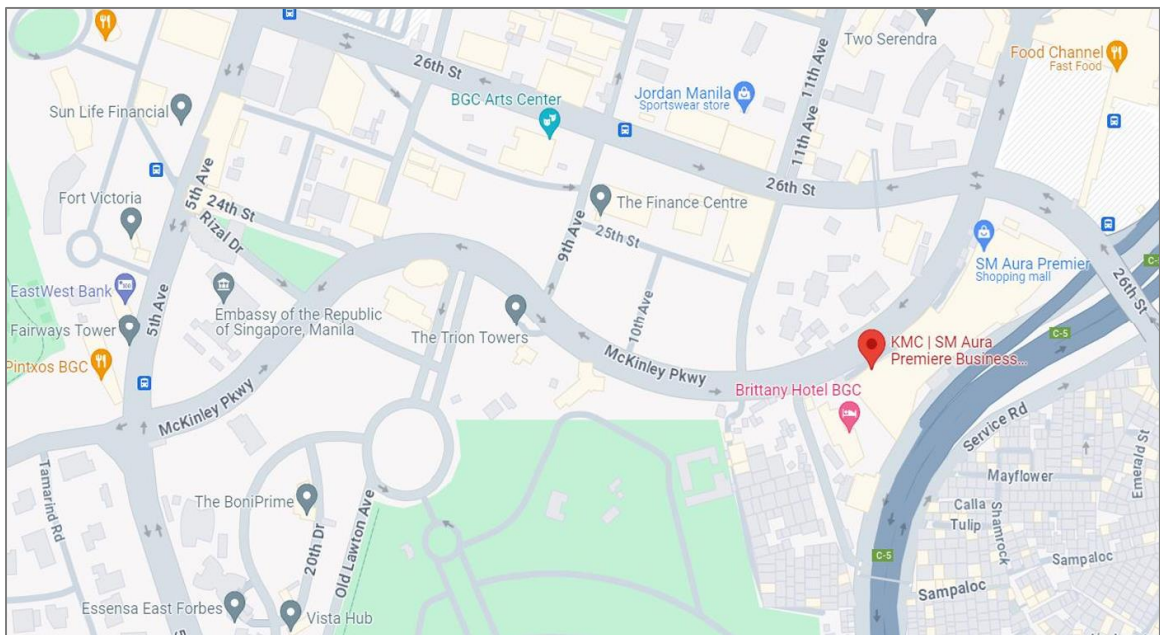 Two Serendra
Food Channel
Fast Food
26th St
11th Ave
Jordan Manila
Sportswear store
BGC Arts Center
Sun Life Financial
11th Ave
5th Ave
26th St
Fort Victoria
24th St
The Finance Centre
Rizal Dr
9th Ave
25th St
SM Aura Premier
Shopping mall
C-5
26th St
EastWest Bank
Embassy of the Republic
of Singapore, Manila
5th Ave
10th Ave
Fairways Tower
The Trion Towers
C-5
KMC | SM Aura
Premiere Business...
Pintxos BGC
McKinley Pkwy
Brittany Hotel BGC
McKinley Pkwy
Service Rd
Emerald St
Tamarind Rd
Mayflower
The BoniPrime
Calla
Tulip
Shamrock
Old Lawton Ave
20th Dr
C-5
Sampaloc
Sampaloc
Essensa East Forbes
Vista Hub